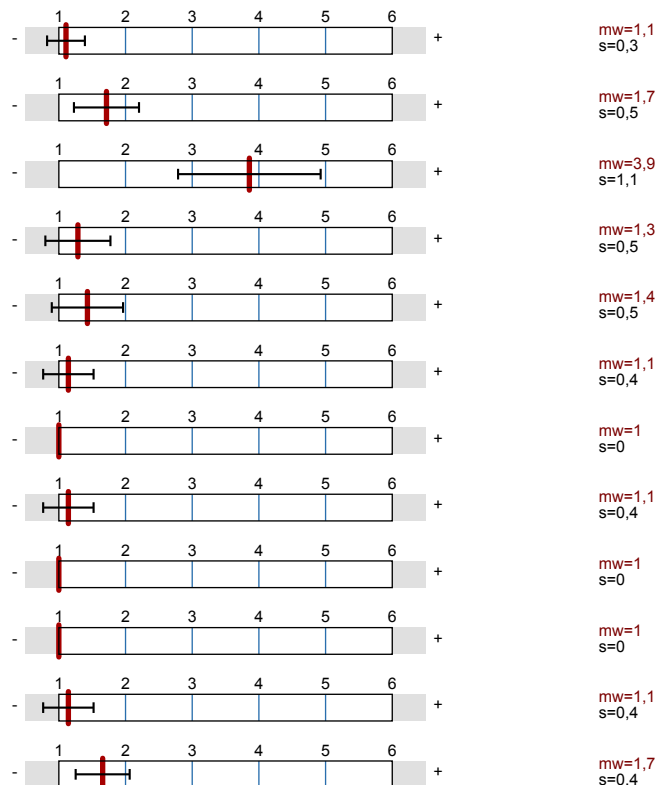 1 2 3 4 5 6
- + mw=1,1
s=0,3
1 2 3 4 5 6
- + mw=1,7
s=0,5
1 2 3 4 5 6
- + mw=3,9
s=1,1
1 2 3 4 5 6
- + mw=1,3
s=0,5
1 2 3 4 5 6
- + mw=1,4
s=0,5
1 2 3 4 5 6
- + mw=1,1
s=0,4
1 2 3 4 5 6
- + mw=1
s=0
1 2 3 4 5 6
- + mw=1,1
s=0,4
1 2 3 4 5 6
- + mw=1
s=0
1 2 3 4 5 6
- + mw=1
s=0
1 2 3 4 5 6
- + mw=1,1
s=0,4
1 2 3 4 5 6
- + mw=1,7
s=0,4